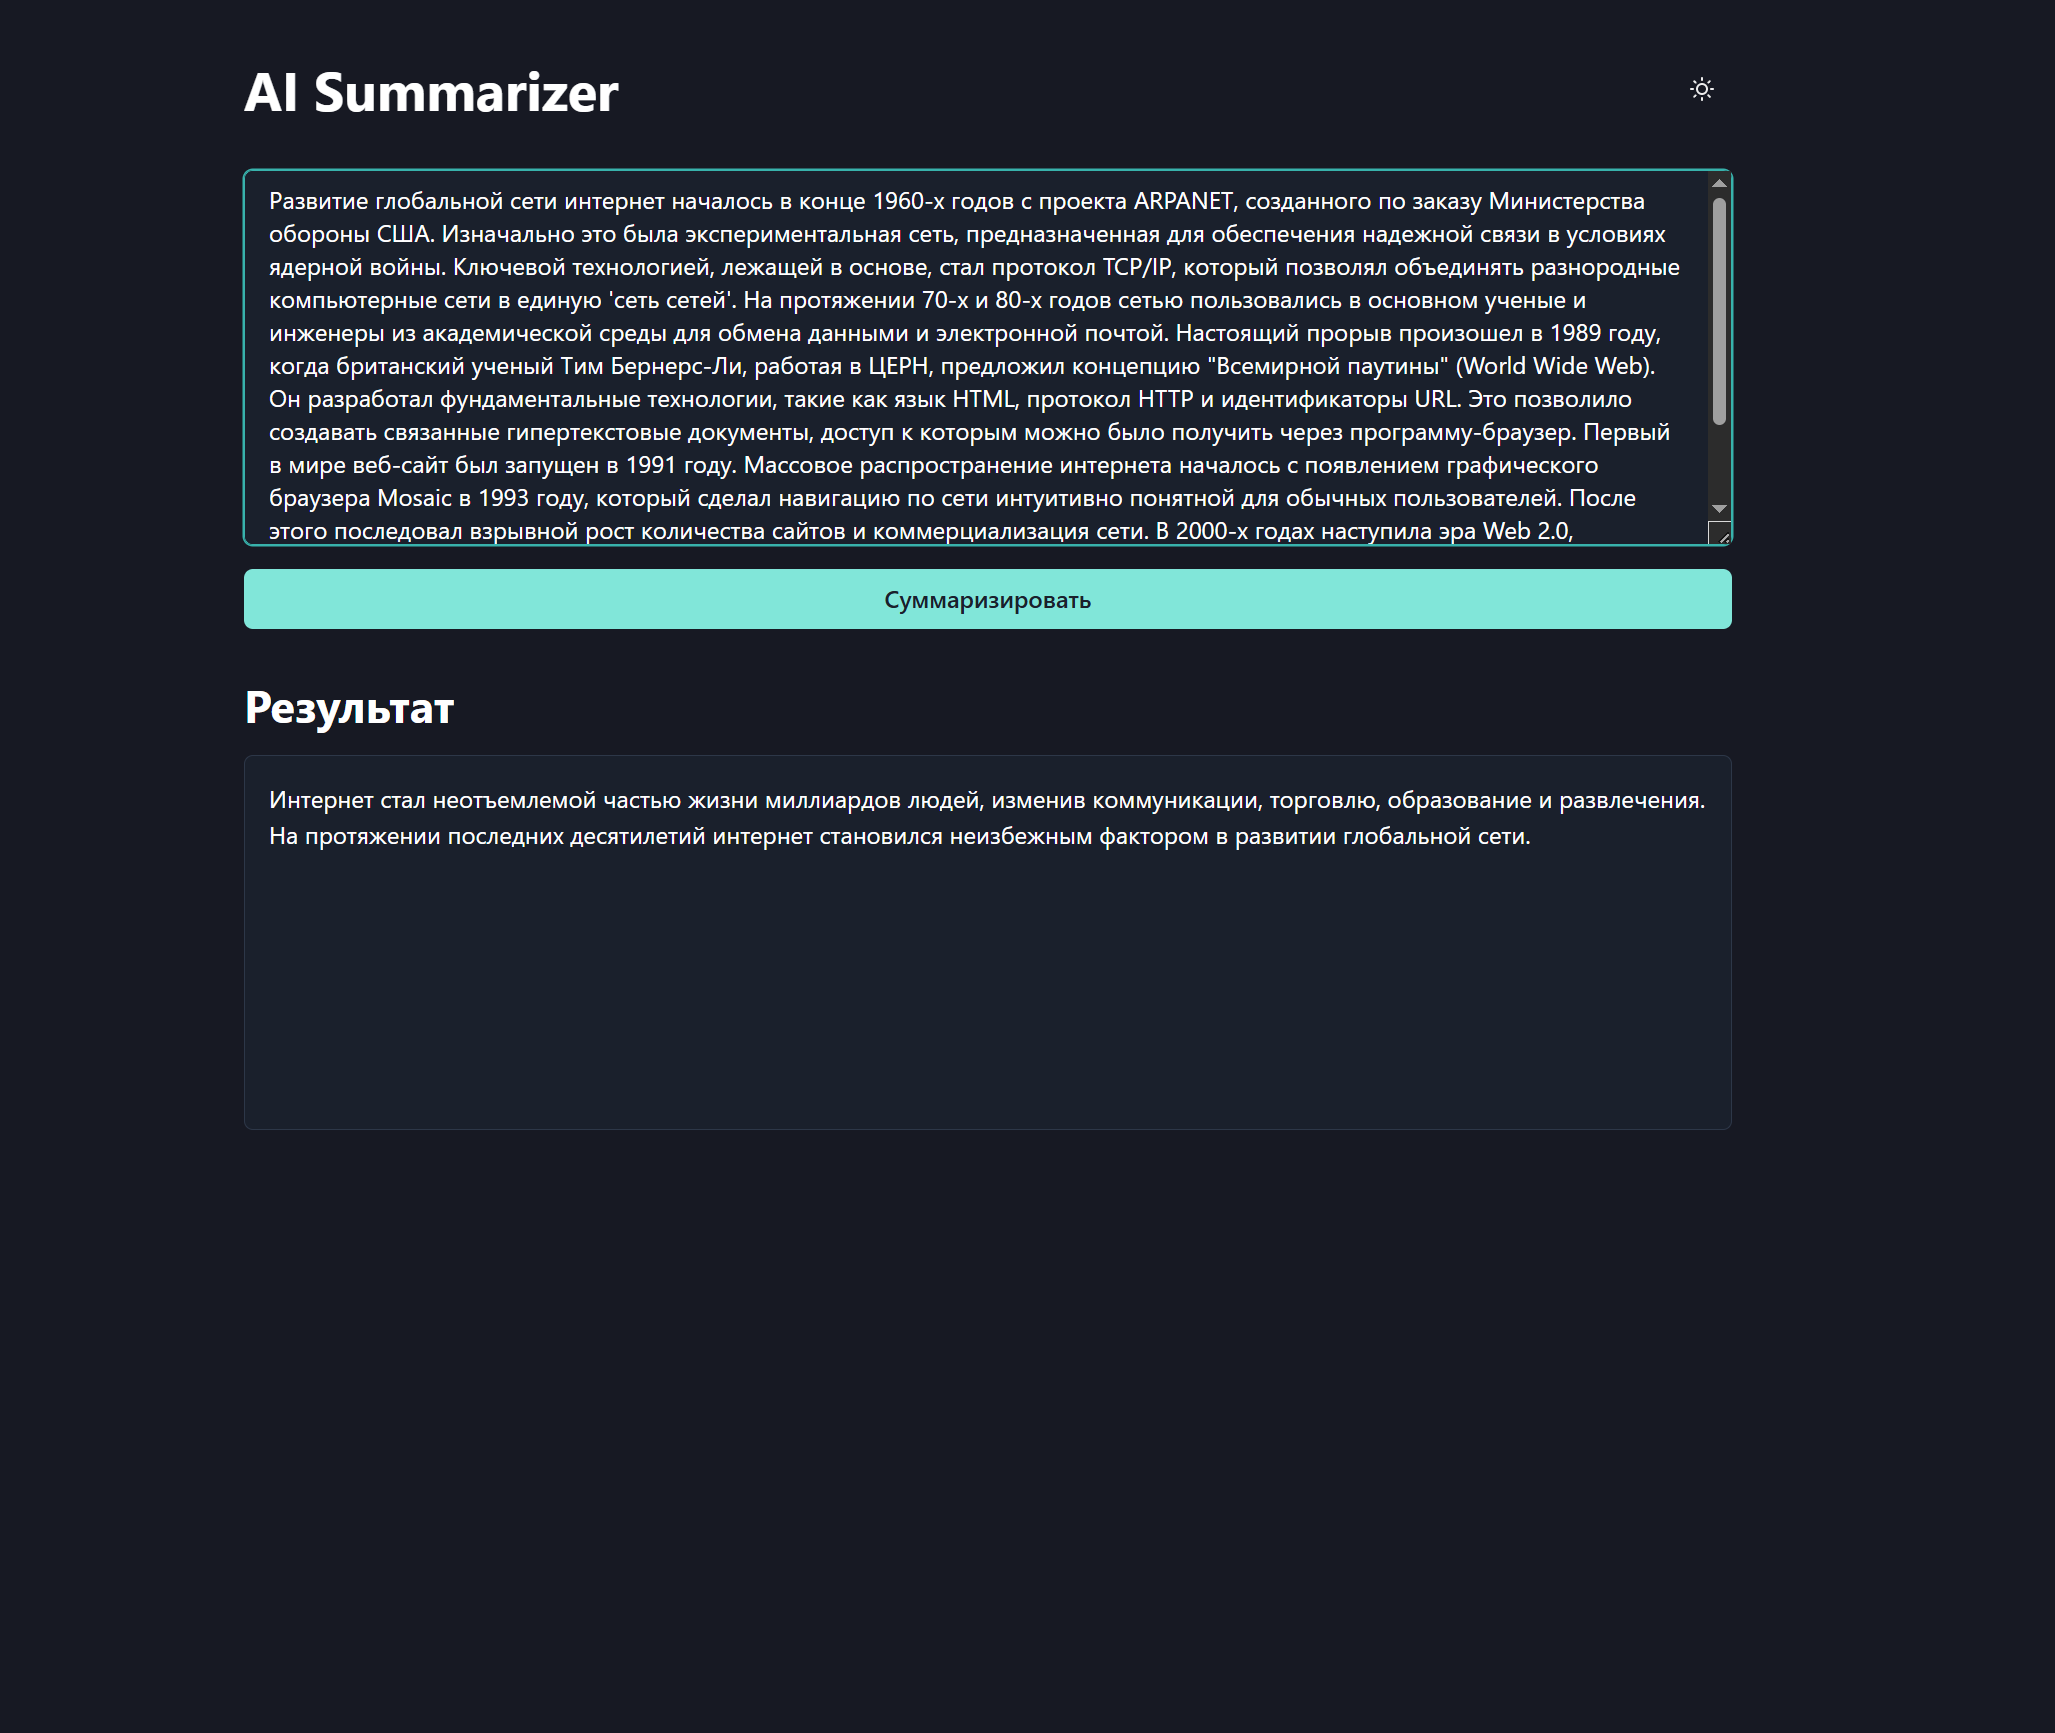 AI Summarizer
Развитие глобальной сети интернет началось в конце 1960-х годов с проекта ARPANET, созданного по заказу Министерства
обороны США. Изначально это была экспериментальная сеть, предназначенная для обеспечения надежной связи в условиях
ядерной войны. Ключевой технологией, лежащей в основе, стал протокол TCP/IP, который позволял объединять разнородные
компьютерные сети в единую 'сеть сетей'. На протяжении 70-х и 80-х годов сетью пользовались в основном ученые и
инженеры из академической среды для обмена данными и электронной почтой. Настоящий прорыв произошел в 1989 году,
когда британский ученый Тим Бернерс-Ли, работая в ЦЕРН, предложил концепцию "Всемирной паутины" (World Wide Web).
Он разработал фундаментальные технологии, такие как язык HTML, протокол HTTP и идентификаторы URL. Это позволило
создавать связанные гипертекстовые документы, доступ к которым можно было получить через программу-браузер. Первый
в мире веб-сайт был запущен в 1991 году. Массовое распространение интернета началось с появлением графического
браузера Mosaic в 1993 году, который сделал навигацию по сети интуитивно понятной для обычных пользователей. После
этого последовал взрывной рост количества сайтов и коммерциализация сети. В 2000-х годах наступила эра Web 2.0,
Суммаризировать
Результат
Интернет стал неотъемлемой частью жизни миллиардов людей, изменив коммуникации, торговлю, образование и развлечения.
На протяжении последних десятилетий интернет становился неизбежным фактором в развитии глобальной сети.